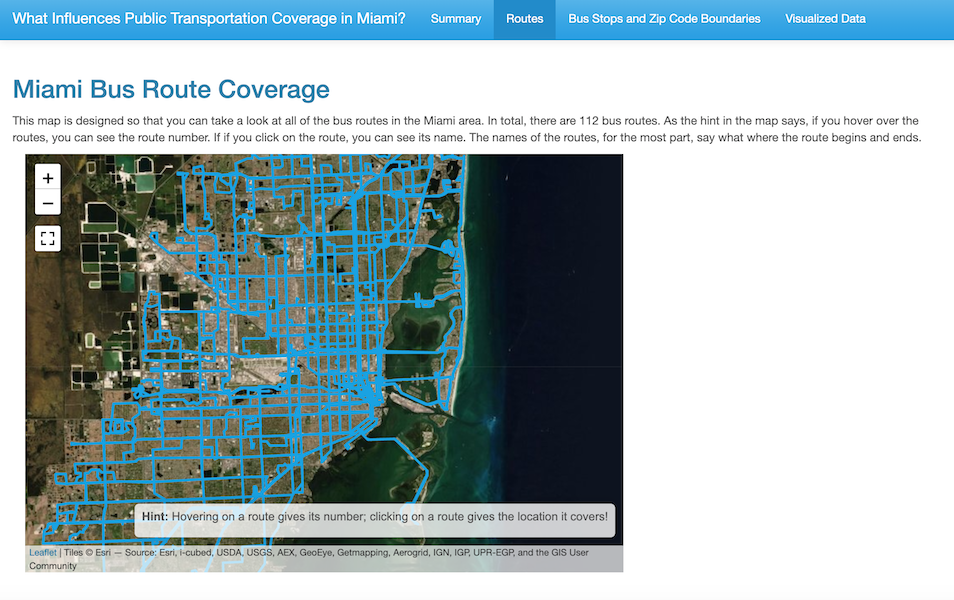 What Influences Public Transportation Coverage in Miami? Summary Routes Bus Stops and Zip Code Boundaries Visualized Data
Miami Bus Route Coverage
This map is designed so that you can take a look at all of the bus routes in the Miami area. In total, there are 112 bus routes. As the hint in the map says, if you hover over the
routes, you can see the route number. If if you click on the route, you can see its name. The names of the routes, for the most part, say what where the route begins and ends.
+
−
Hint: Hovering on a route gives its number; clicking on a route gives the location it covers!
Leaflet | Tiles © Esri — Source: Esri, i-cubed, USDA, USGS, AEX, GeoEye, Getmapping, Aerogrid, IGN, IGP, UPR-EGP, and the GIS User
Community